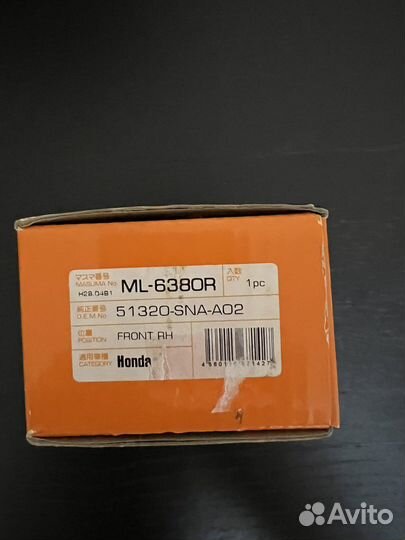 マスマ番号 入数
MASUMA No. ML-6380R QTY 1pc
H28.04B1
純正番号
O.E.M.No 51320-SNA-A02
位置
POSITION FRONT RH
適用車種
CATEGORY Honda
Avito